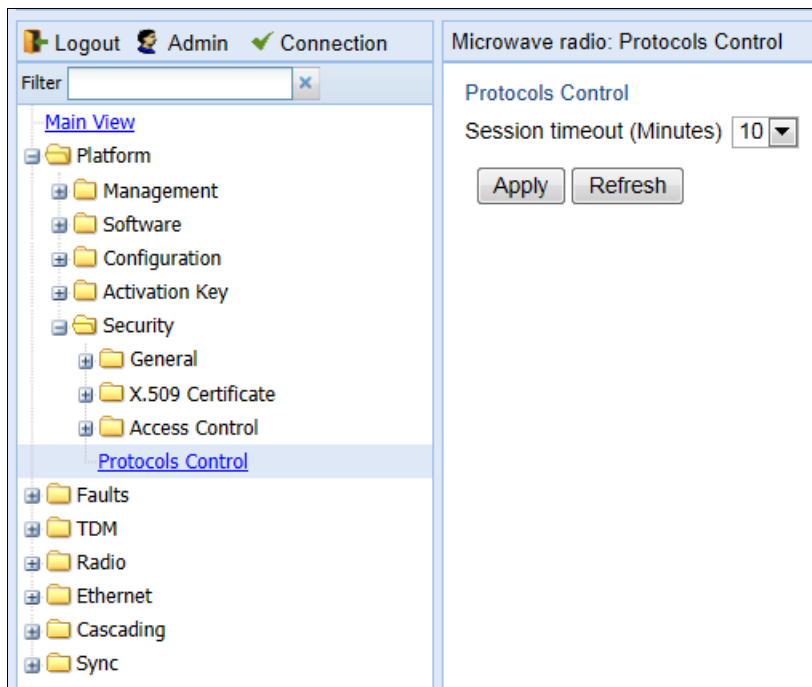 Logout Admin Connection
Filter
Main View
Platform
Management
Software
Configuration
Activation Key
Security
General
X.509 Certificate
Access Control
Protocols Control
Faults
TDM
Radio
Ethernet
Cascading
Sync
Microwave radio: Protocols Control
Protocols Control
Session timeout (Minutes) 10
Apply Refresh